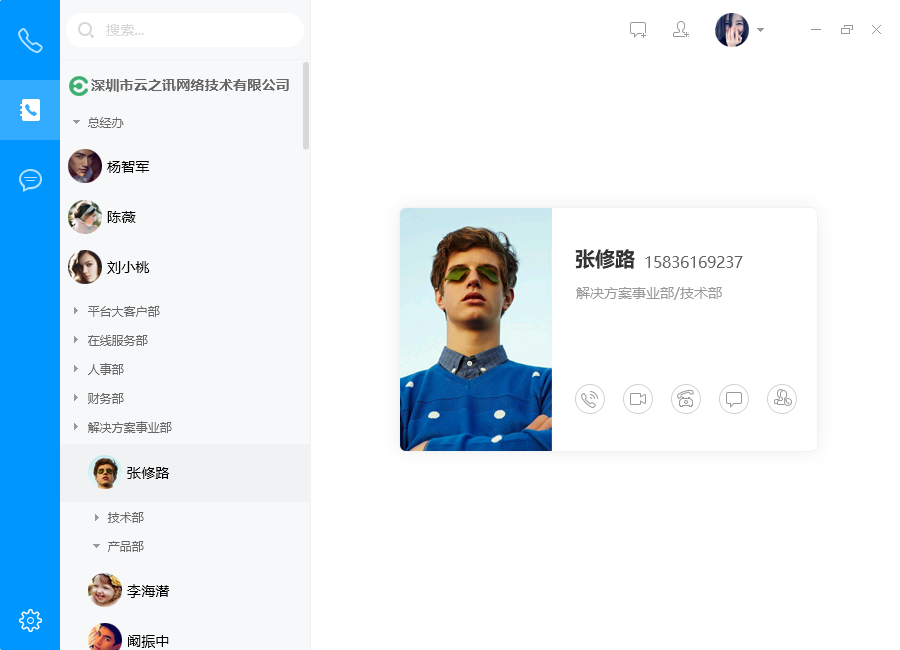 搜索...
深圳市云之讯网络技术有限公司
总经办
杨智军
陈薇
刘小桃
平台大客户部
在线服务部
人事部
财务部
解决方案事业部
张修路
技术部
产品部
李海潜
阚振中
张修路 15836169237
解决方案事业部/技术部